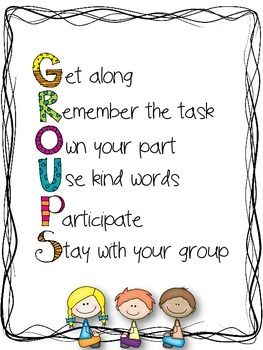 Get along
Remember the task
Own your part
Use kind words
Participate
Stay with your group